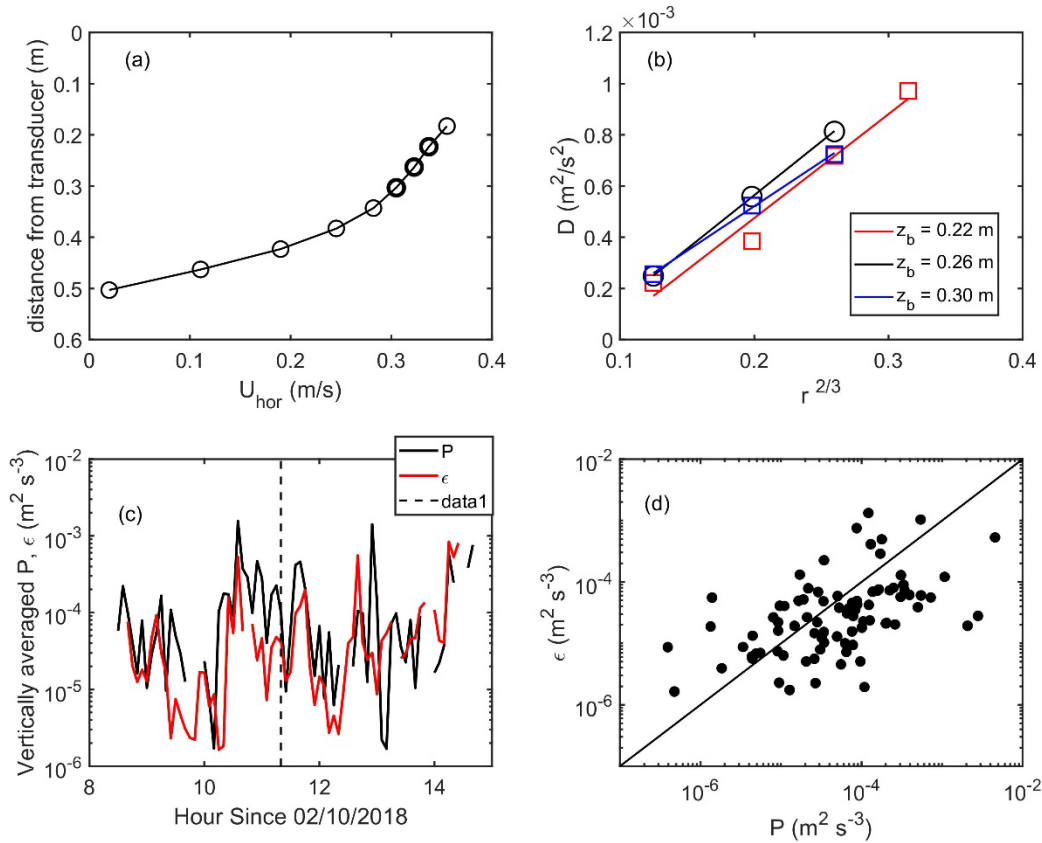 (a)
0
0.1
0.2
0.3
0.4
0.5
0.6
distance from transducer (m)
0 0.1 0.2 0.3 0.4
U_hor (m/s)
×10^-3
(b)
1.2
1
0.8
0.6
0.4
0.2
0
D (m^2/s^2)
z_b = 0.22 m
z_b = 0.26 m
z_b = 0.30 m
0.1 0.2 0.3 0.4
r^2/3
(c)
10^-2
10^-3
10^-4
10^-5
10^-6
Vertically averaged P, ϵ (m^2 s^-3)
P
ϵ
data1
8 10 12 14
Hour Since 02/10/2018
(d)
10^-2
10^-4
10^-6
ϵ (m^2 s^-3)
10^-6 10^-4 10^-2
P (m^2 s^-3)